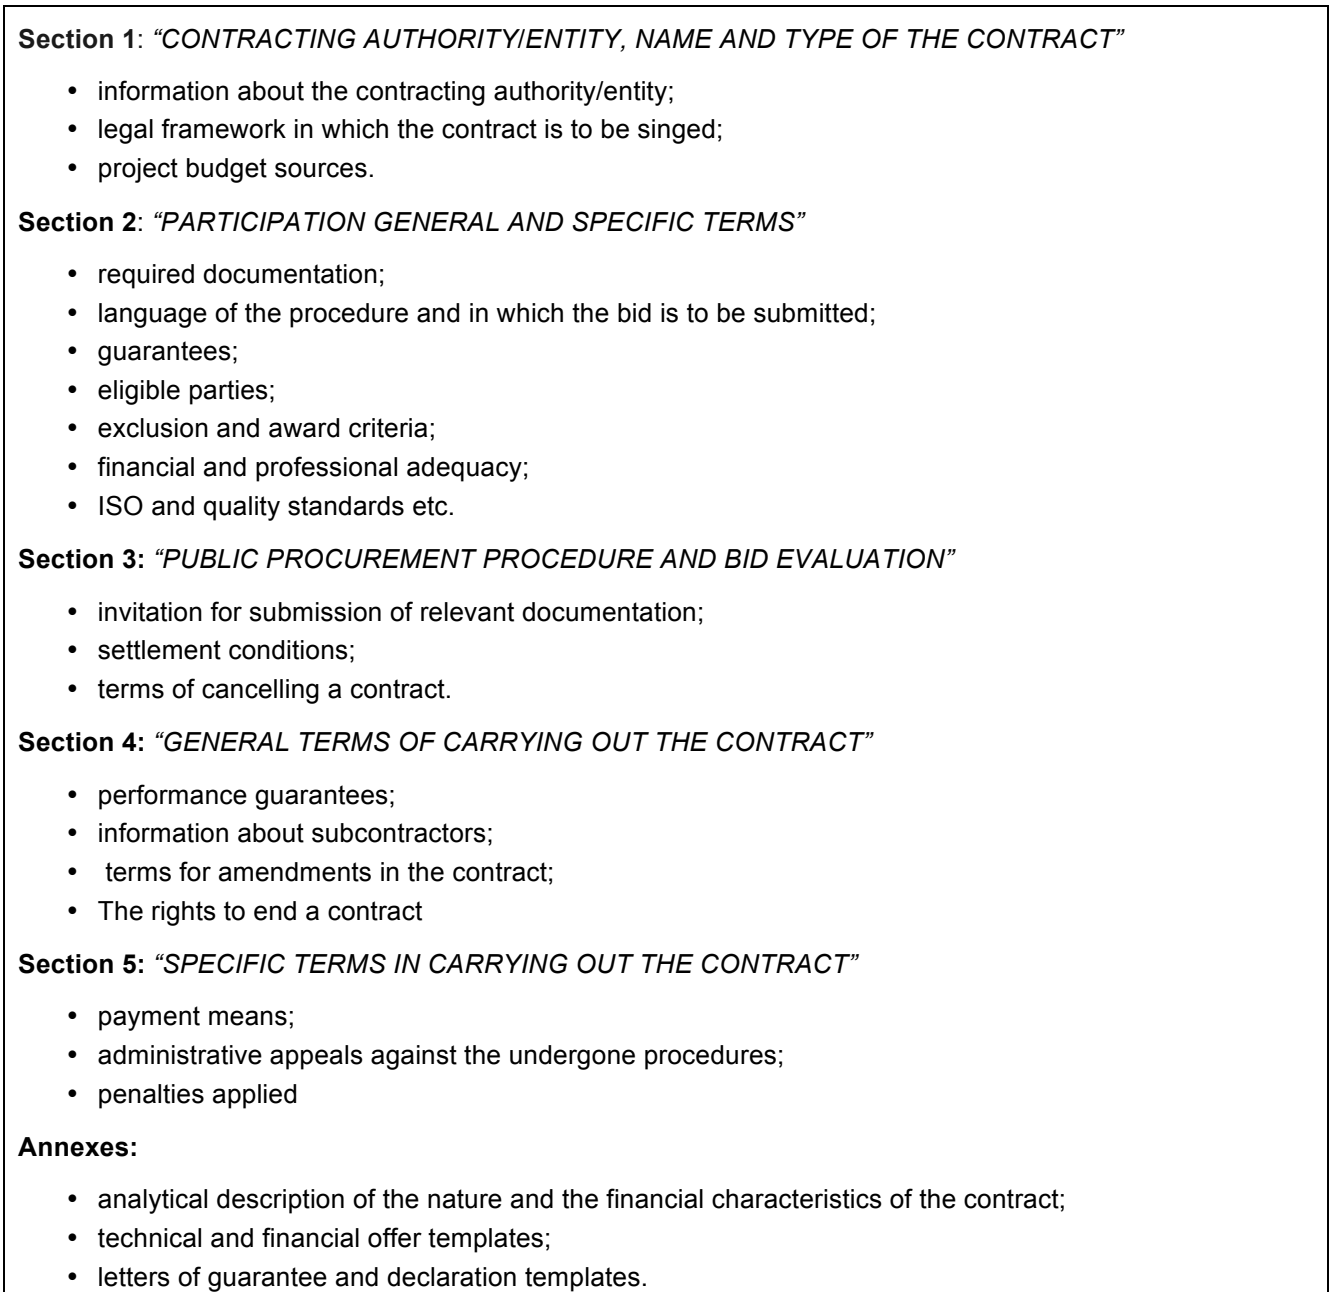 Section 1: “CONTRACTING AUTHORITY/ENTITY, NAME AND TYPE OF THE CONTRACT”
• information about the contracting authority/entity;
• legal framework in which the contract is to be singed;
• project budget sources.
Section 2: “PARTICIPATION GENERAL AND SPECIFIC TERMS”
• required documentation;
• language of the procedure and in which the bid is to be submitted;
• guarantees;
• eligible parties;
• exclusion and award criteria;
• financial and professional adequacy;
• ISO and quality standards etc.
Section 3: “PUBLIC PROCUREMENT PROCEDURE AND BID EVALUATION”
• invitation for submission of relevant documentation;
• settlement conditions;
• terms of cancelling a contract.
Section 4: “GENERAL TERMS OF CARRYING OUT THE CONTRACT”
• performance guarantees;
• information about subcontractors;
• terms for amendments in the contract;
• The rights to end a contract
Section 5: “SPECIFIC TERMS IN CARRYING OUT THE CONTRACT”
• payment means;
• administrative appeals against the undergone procedures;
• penalties applied
Annexes:
• analytical description of the nature and the financial characteristics of the contract;
• technical and financial offer templates;
• letters of guarantee and declaration templates.